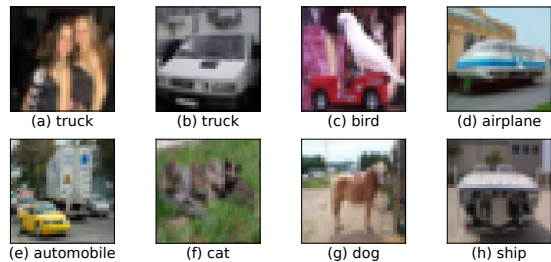 (a) truck
(b) truck
(c) bird
(d) airplane
(e) automobile
(f) cat
(g) dog
(h) ship